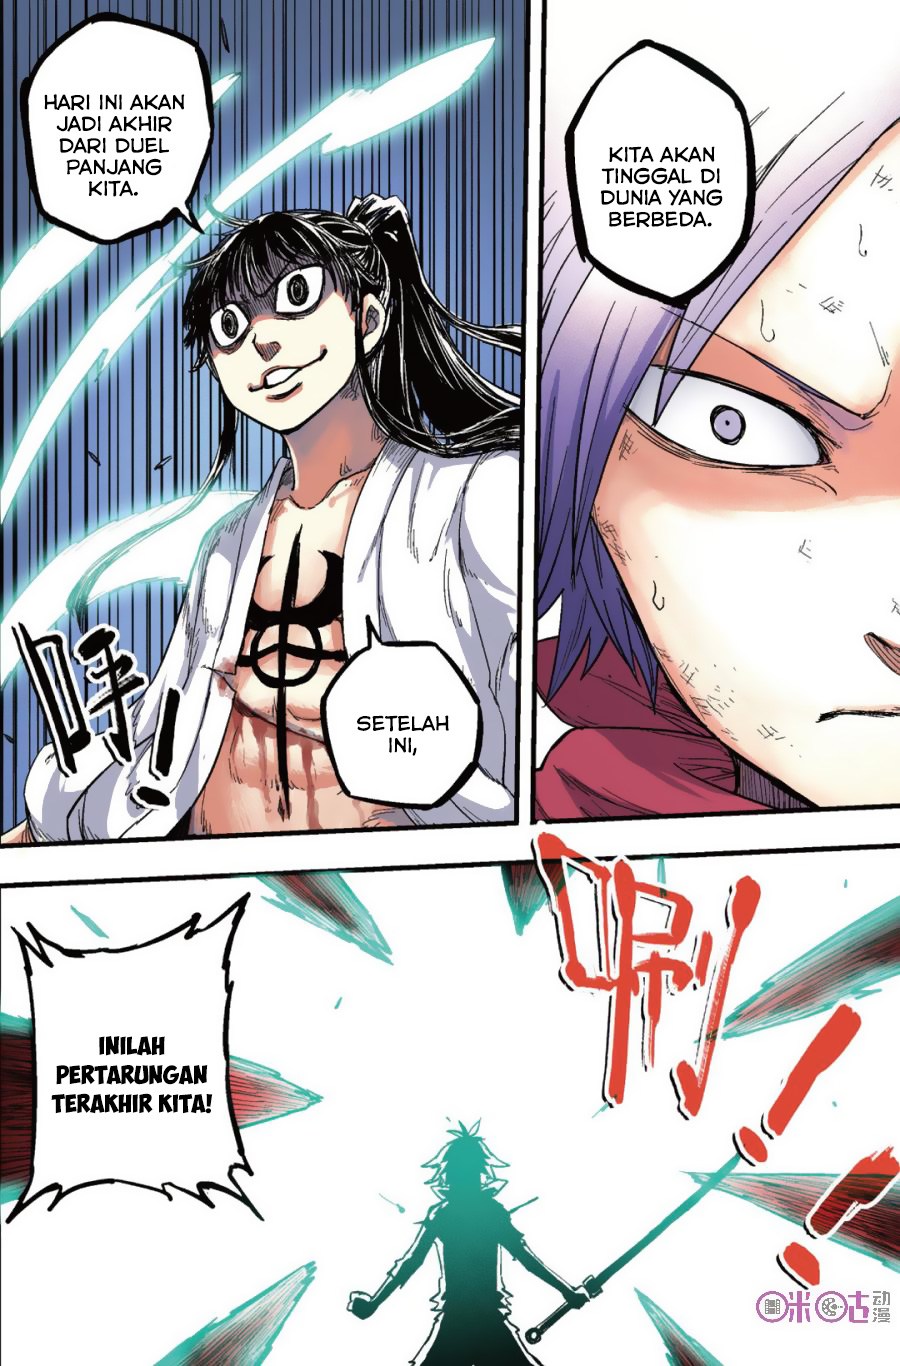 HARI INI AKAN
JADI AKHIR
DARI DUEL
PANJANG
KITA.
SETELAH
INI,
KITA AKAN
TINGGAL DI
DUNIA YANG
BERBEDA.
呼!
唰!!
INILAH
PERTARUNGAN
TERAKHIR KITA!
咪咕动漫